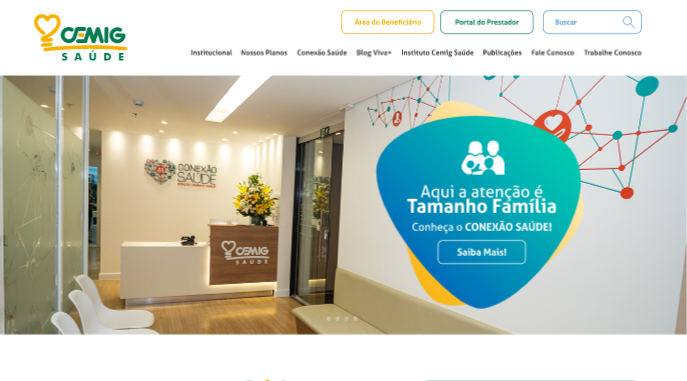 CEMIG
SAÚDE
Área do Beneficiário
Portal do Prestador
Buscar
Institucional
Nossos Planos
Conexão Saúde
Blog Viva+
Instituto Cemig Saúde
Publicações
Fale Conosco
Trabalhe Conosco
CONEXÃO
SAÚDE
CEMIG
SAÚDE
Aqui a atenção é
Tamanho Família
Conheça o CONEXÃO SAÚDE!
Saiba Mais!